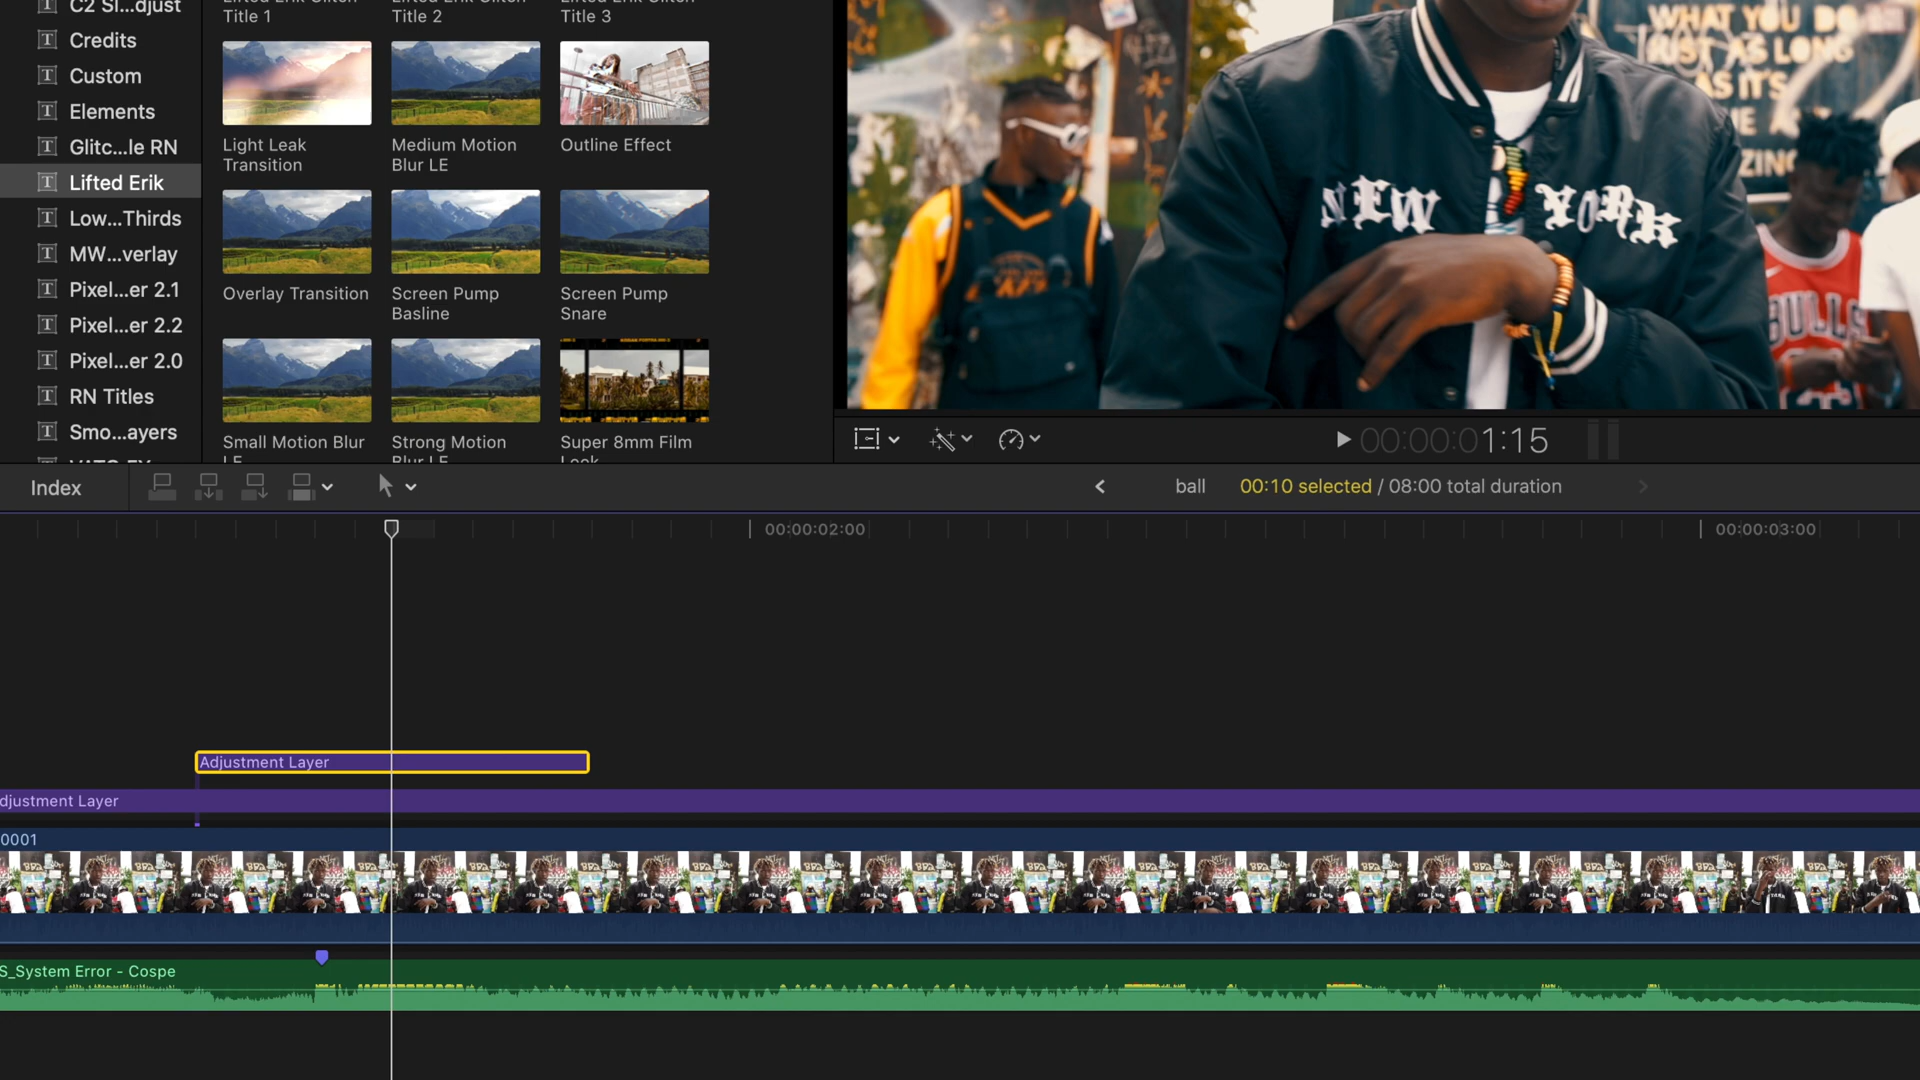 C2 Sl...djust
Credits
Custom
Elements
Glitc...le RN
Lifted Erik
Low...Thirds
MW...verlay
Pixel...er 2.1
Pixel...er 2.2
Pixel...er 2.0
RN Titles
Smo...ayers
Title 1
Title 2
Title 3
Light Leak
Transition
Medium Motion
Blur LE
Outline Effect
Overlay Transition
Screen Pump
Basline
Screen Pump
Snare
Small Motion Blur
LE
Strong Motion
Blur LE
Super 8mm Film
Look
WHAT YOU DO
JUST AS LONG
AS IT'S
NEW YORK
BULLS
00:00:01:15
Index
ball
00:10 selected / 08:00 total duration
00:00:02:00
00:00:03:00
Adjustment Layer
djustment Layer
0001
S_System Error - Cospe